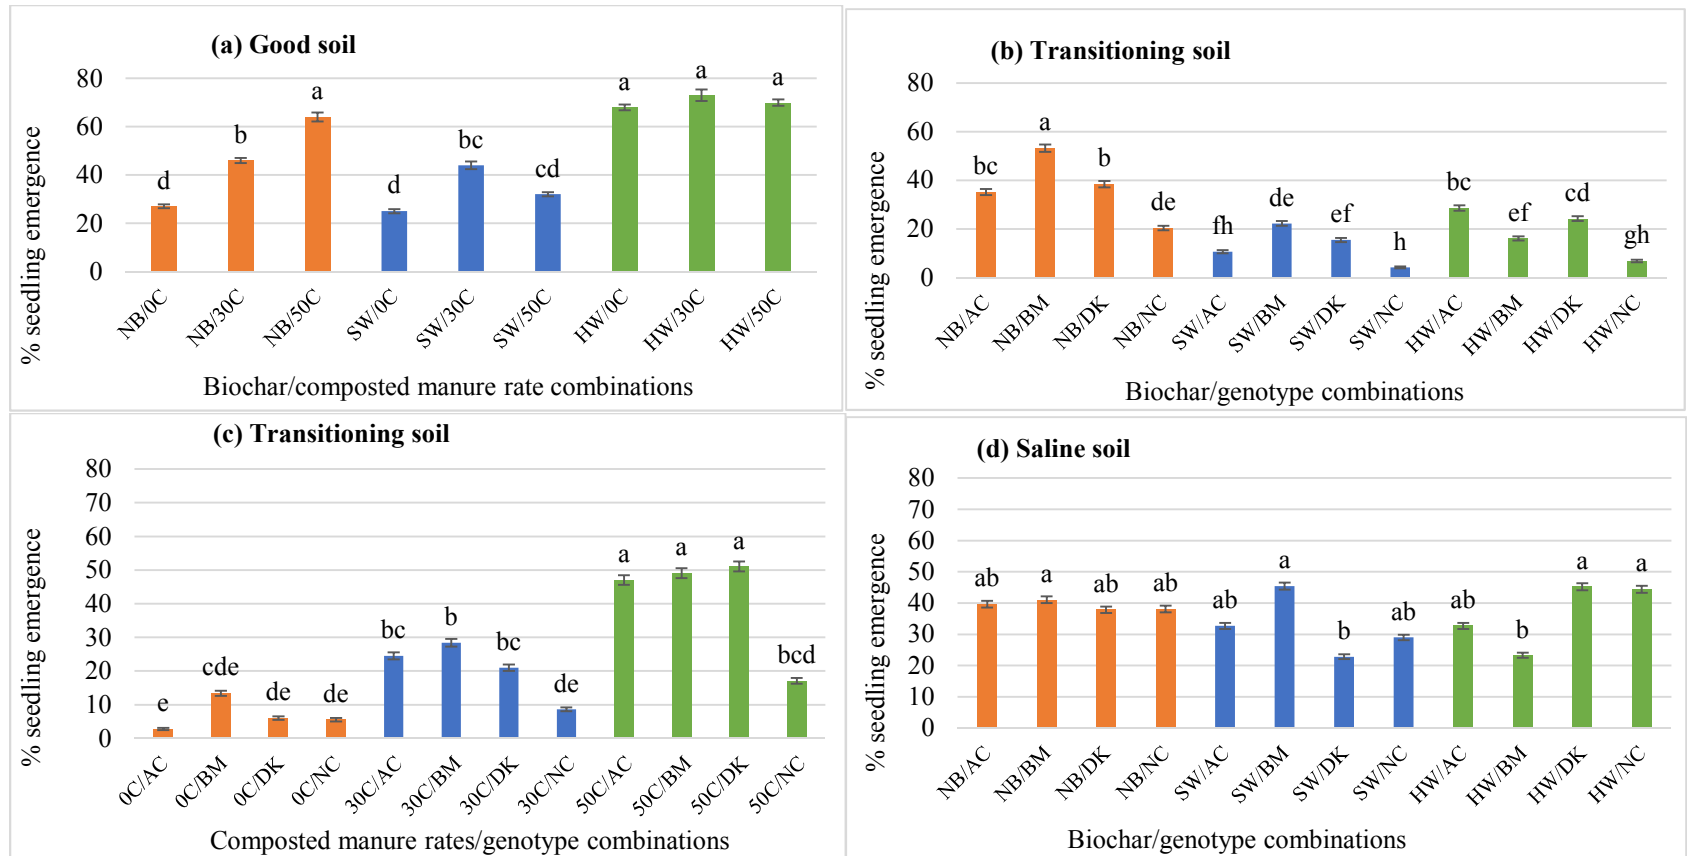 (a) Good soil
% seedling emergence
80
60
40
20
0
d
b
a
d
bc
cd
a
a
a
NB/0C
NB/30C
NB/50C
SW/0C
SW/30C
SW/50C
HW/0C
HW/30C
HW/50C
Biochar/composted manure rate combinations
(b) Transitioning soil
% seedling emergence
80
60
40
20
0
bc
a
b
de
fh
de
ef
h
bc
ef
cd
gh
NB/AC
NB/BM
NB/DK
NB/NC
SW/AC
SW/BM
SW/DK
SW/NC
HW/AC
HW/BM
HW/DK
HW/NC
Biochar/genotype combinations
(c) Transitioning soil
% seedling emergence
80
70
60
50
40
30
20
10
0
e
cde
de
de
bc
b
bc
de
a
a
a
bcd
0C/AC
0C/BM
0C/DK
0C/NC
30C/AC
30C/BM
30C/DK
30C/NC
50C/AC
50C/BM
50C/DK
50C/NC
Composted manure rates/genotype combinations
(d) Saline soil
% seedling emergence
80
70
60
50
40
30
20
10
0
ab
a
ab
ab
ab
a
b
ab
ab
b
a
a
NB/AC
NB/BM
NB/DK
NB/NC
SW/AC
SW/BM
SW/DK
SW/NC
HW/AC
HW/BM
HW/DK
HW/NC
Biochar/genotype combinations